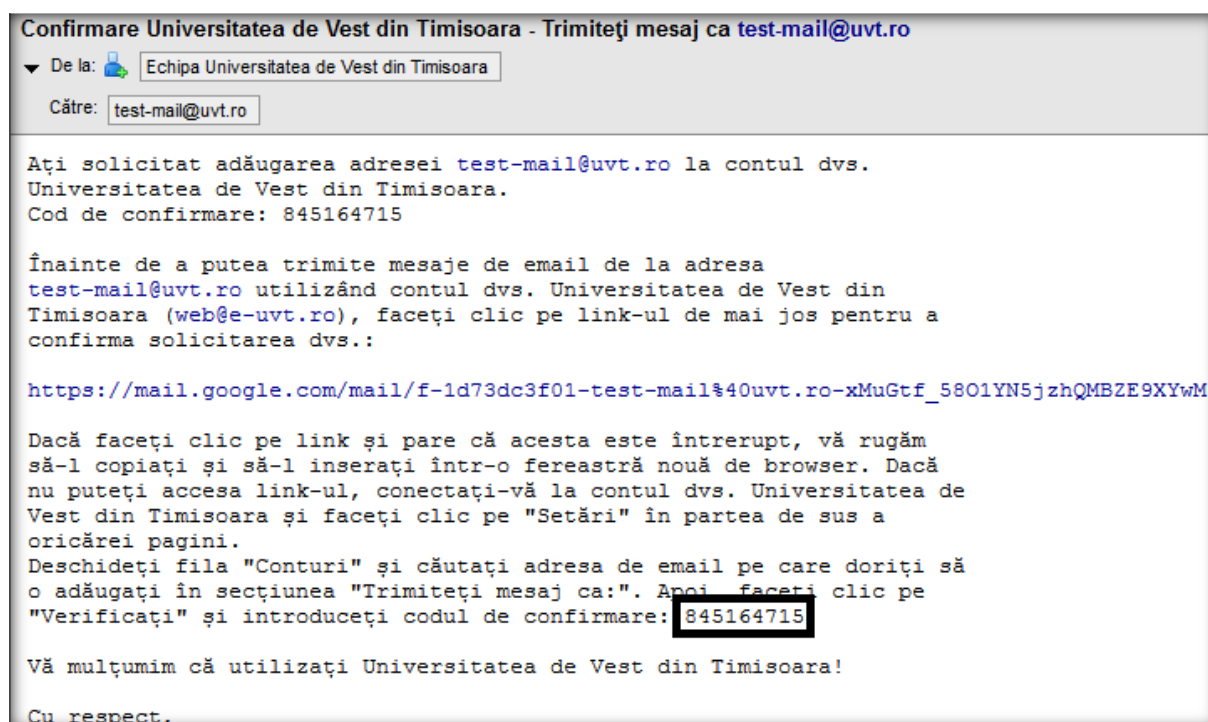 Confirmare Universitatea de Vest din Timisoara - Trimiteţi mesaj ca test-mail@uvt.ro
De la: Echipa Universitatea de Vest din Timisoara
Către: test-mail@uvt.ro
Ați solicitat adăugarea adresei test-mail@uvt.ro la contul dvs.
Universitatea de Vest din Timisoara.
Cod de confirmare: 845164715
Înainte de a putea trimite mesaje de email de la adresa
test-mail@uvt.ro utilizând contul dvs. Universitatea de Vest din
Timisoara (web@e-uvt.ro), faceți clic pe link-ul de mai jos pentru a
confirma solicitarea dvs.:
https://mail.google.com/mail/f-1d73dc3f01-test-mail%40uvt.ro-xMuGtf_58O1YN5jzhQMBZE9XYwM
Dacă faceți clic pe link și pare că acesta este întrerupt, vă rugăm
să-l copiați și să-l inserați într-o fereastră nouă de browser. Dacă
nu puteți accesa link-ul, conectați-vă la contul dvs. Universitatea de
Vest din Timisoara și faceți clic pe "Setări" în partea de sus a
oricărei pagini.
Deschideți fila "Conturi" și căutați adresa de email pe care doriți să
o adăugați în secțiunea "Trimiteți mesaj ca:". Apoi, faceți clic pe
"Verificați" și introduceți codul de confirmare: 845164715
Vă mulțumim că utilizați Universitatea de Vest din Timisoara!
Cu respect,